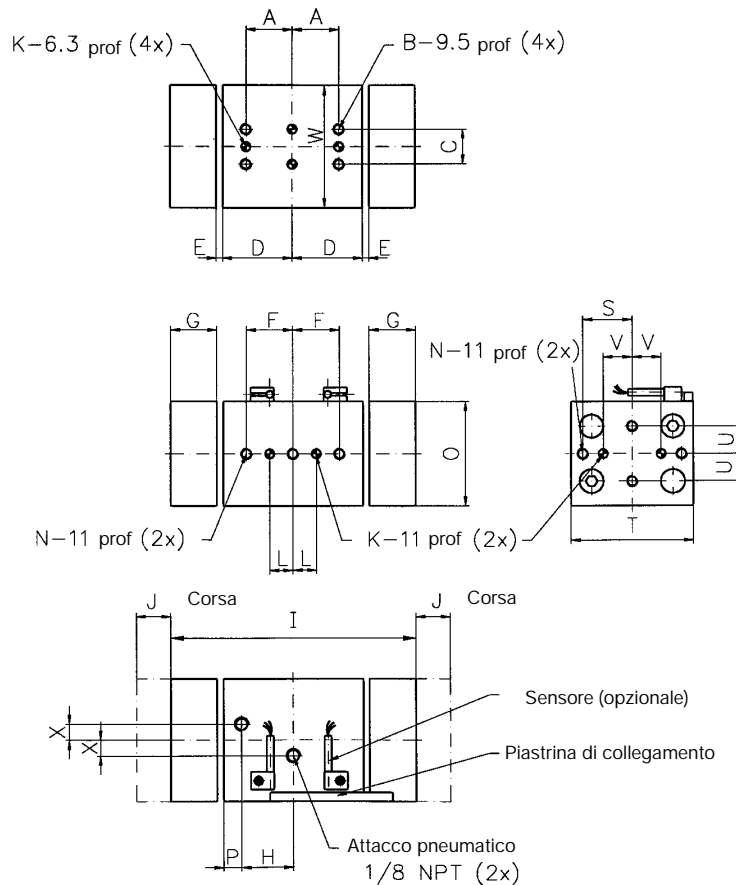 A A
K-6.3 prof (4x)
B-9.5 prof (4x)
W
C
E D D E
G F F G
S
V V
N-11 prof (2x)
O
U
U
N-11 prof (2x)
L L
K-11 prof (2x)
T
J Corsa
I
J Corsa
X
X
Sensore (opzionale)
Piastrina di collegamento
P H
Attacco pneumatico
1/8 NPT (2x)